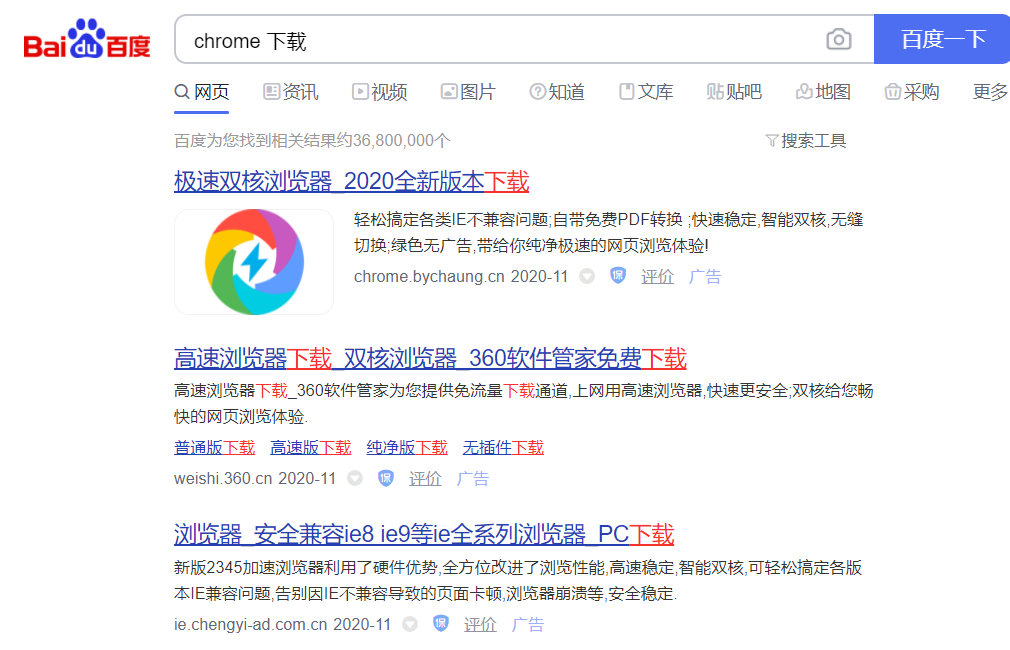 Bai du 百度
chrome 下载
百度一下
网页 资讯 视频 图片 知道 文库 贴吧 地图 采购 更多
百度为您找到相关结果约36,800,000个 搜索工具
极速双核浏览器_2020全新版本下载
轻松搞定各类IE不兼容问题;自带免费PDF转换 ;快速稳定,智能双核,无缝
切换;绿色无广告,带给你纯净极速的网页浏览体验!
chrome.bychaung.cn 2020-11 保 评价 广告
高速浏览器下载_双核浏览器_360软件管家免费下载
高速浏览器下载_360软件管家为您提供免流量下载通道,上网用高速浏览器,快速更安全;双核给您畅
快的网页浏览体验.
普通版下载 高速版下载 纯净版下载 无插件下载
weishi.360.cn 2020-11 保 评价 广告
浏览器_安全兼容ie8 ie9等ie全系列浏览器_PC下载
新版2345加速浏览器利用了硬件优势,全方位改进了浏览性能,高速稳定,智能双核,可轻松搞定各版
本IE兼容问题,告别因IE不兼容导致的页面卡顿,浏览器崩溃等,安全稳定.
ie.chengyi-ad.com.cn 2020-11 保 评价 广告